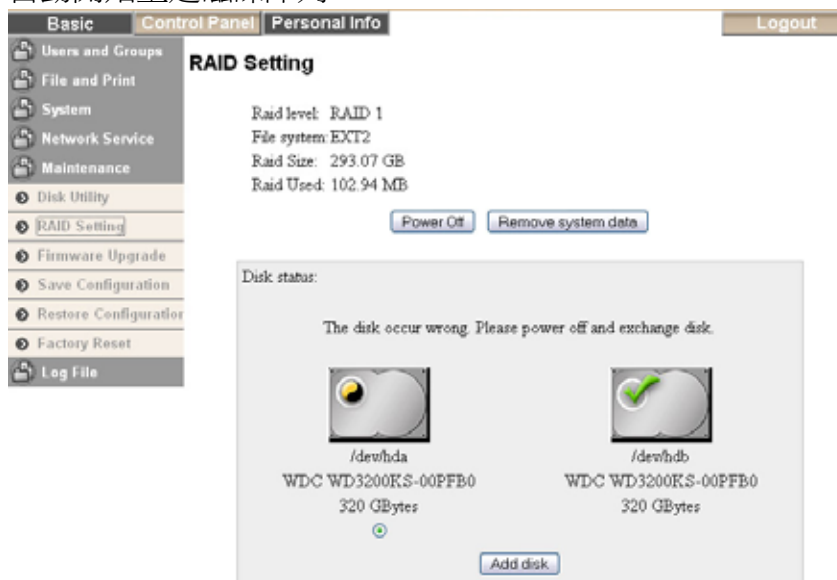 Basic Control Panel Personal Info Logout
Users and Groups
File and Print
System
Network Service
Maintenance
Disk Utility
RAID Setting
Firmware Upgrade
Save Configuration
Restore Configuration
Factory Reset
Log File
RAID Setting
Raid level: RAID 1
File system: EXT2
Raid Size: 293.07 GB
Raid Used: 102.94 MB
Power Off Remove system data
Disk status:
The disk occur wrong. Please power off and exchange disk.
/dev/hda
WDC WD3200KS-00PFB0
320 GBytes
/dev/hdb
WDC WD3200KS-00PFB0
320 GBytes
Add disk